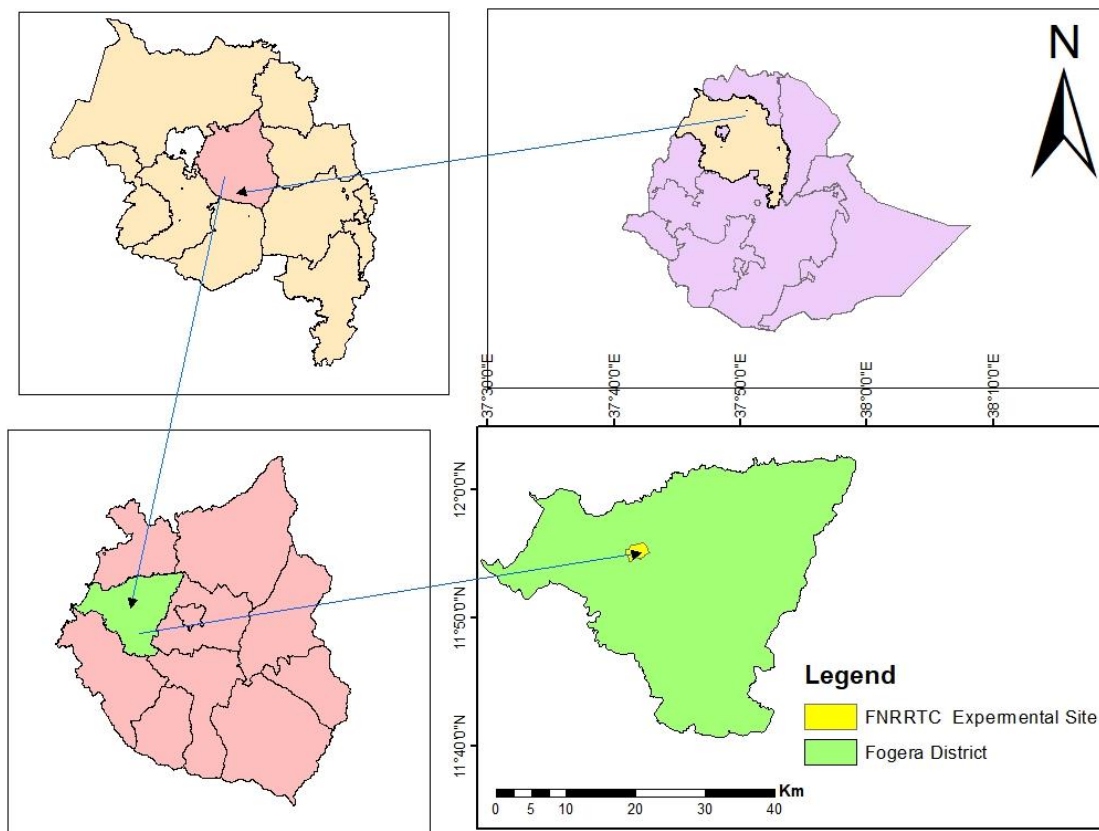 N
37°30'0"E
37°40'0"E
37°50'0"E
38°0'0"E
38°10'0"E
12°0'0"N
11°50'0"N
11°40'0"N
Legend
FNRRTC Expermental Site
Fogera District
Km
0 5 10 20 30 40